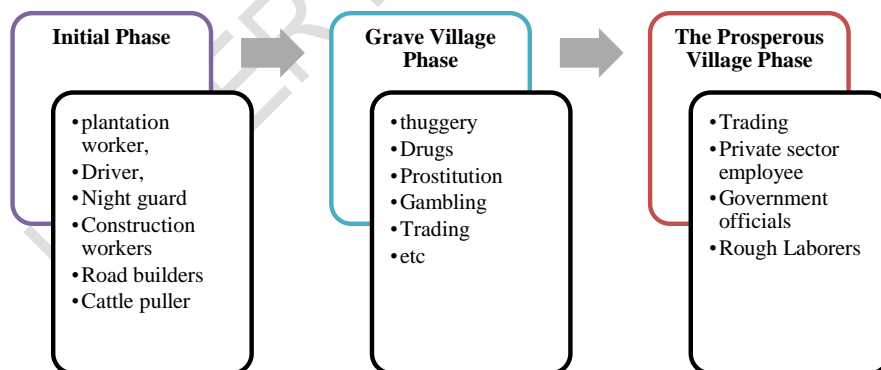 Initial Phase
•plantation
worker,
•Driver,
•Night guard
•Construction
workers
•Road builders
•Cattle puller
Grave Village
Phase
•thuggery
•Drugs
•Prostitution
•Gambling
•Trading
•etc
The Prosperous
Village Phase
•Trading
•Private sector
employee
•Government
officials
•Rough Laborers